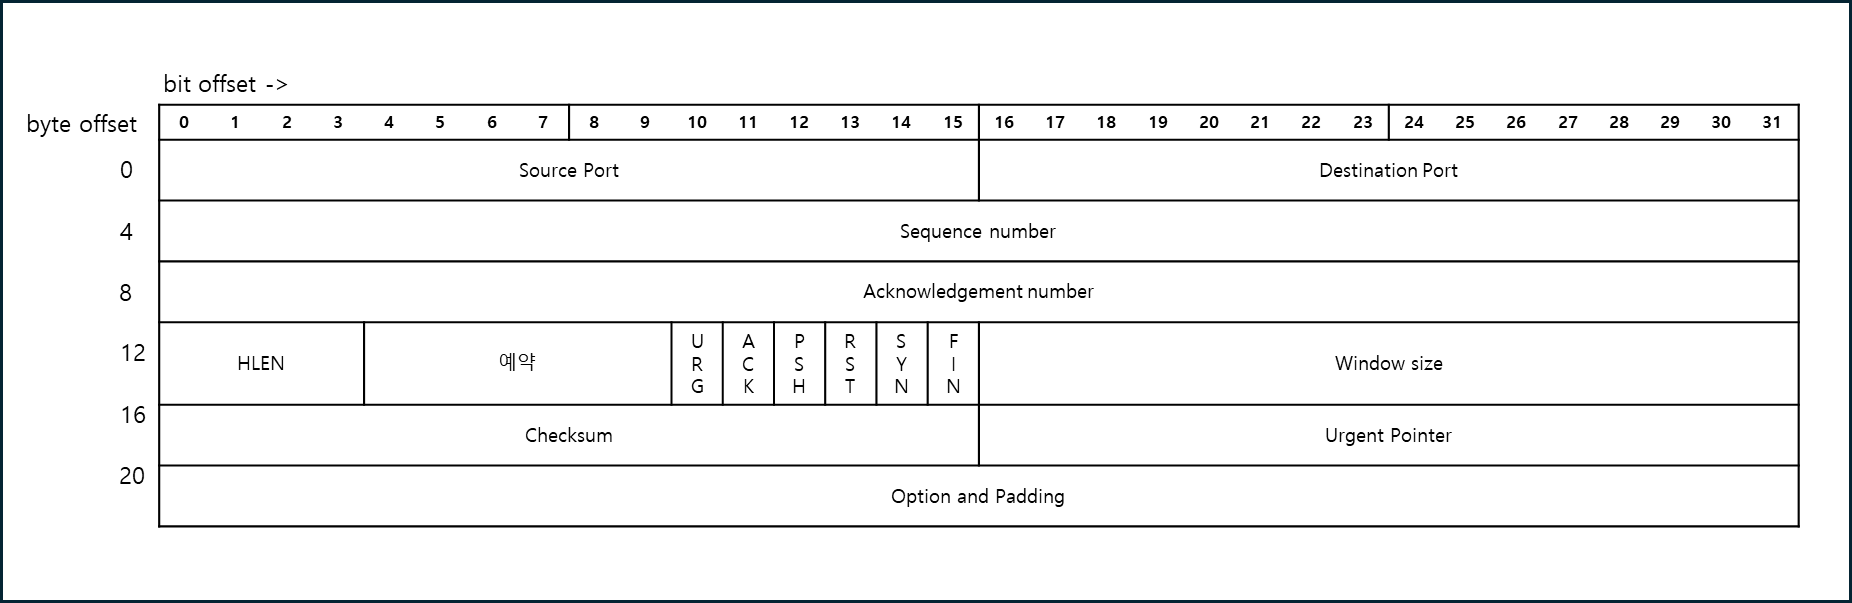 bit offset ->
byte offset
0 1 2 3 4 5 6 7 8 9 10 11 12 13 14 15 16 17 18 19 20 21 22 23 24 25 26 27 28 29 30 31
0
Source Port
Destination Port
4
Sequence number
8
Acknowledgement number
12
HLEN
예약
URG
ACK
PSH
RST
SYN
FIN
Window size
16
Checksum
Urgent Pointer
20
Option and Padding